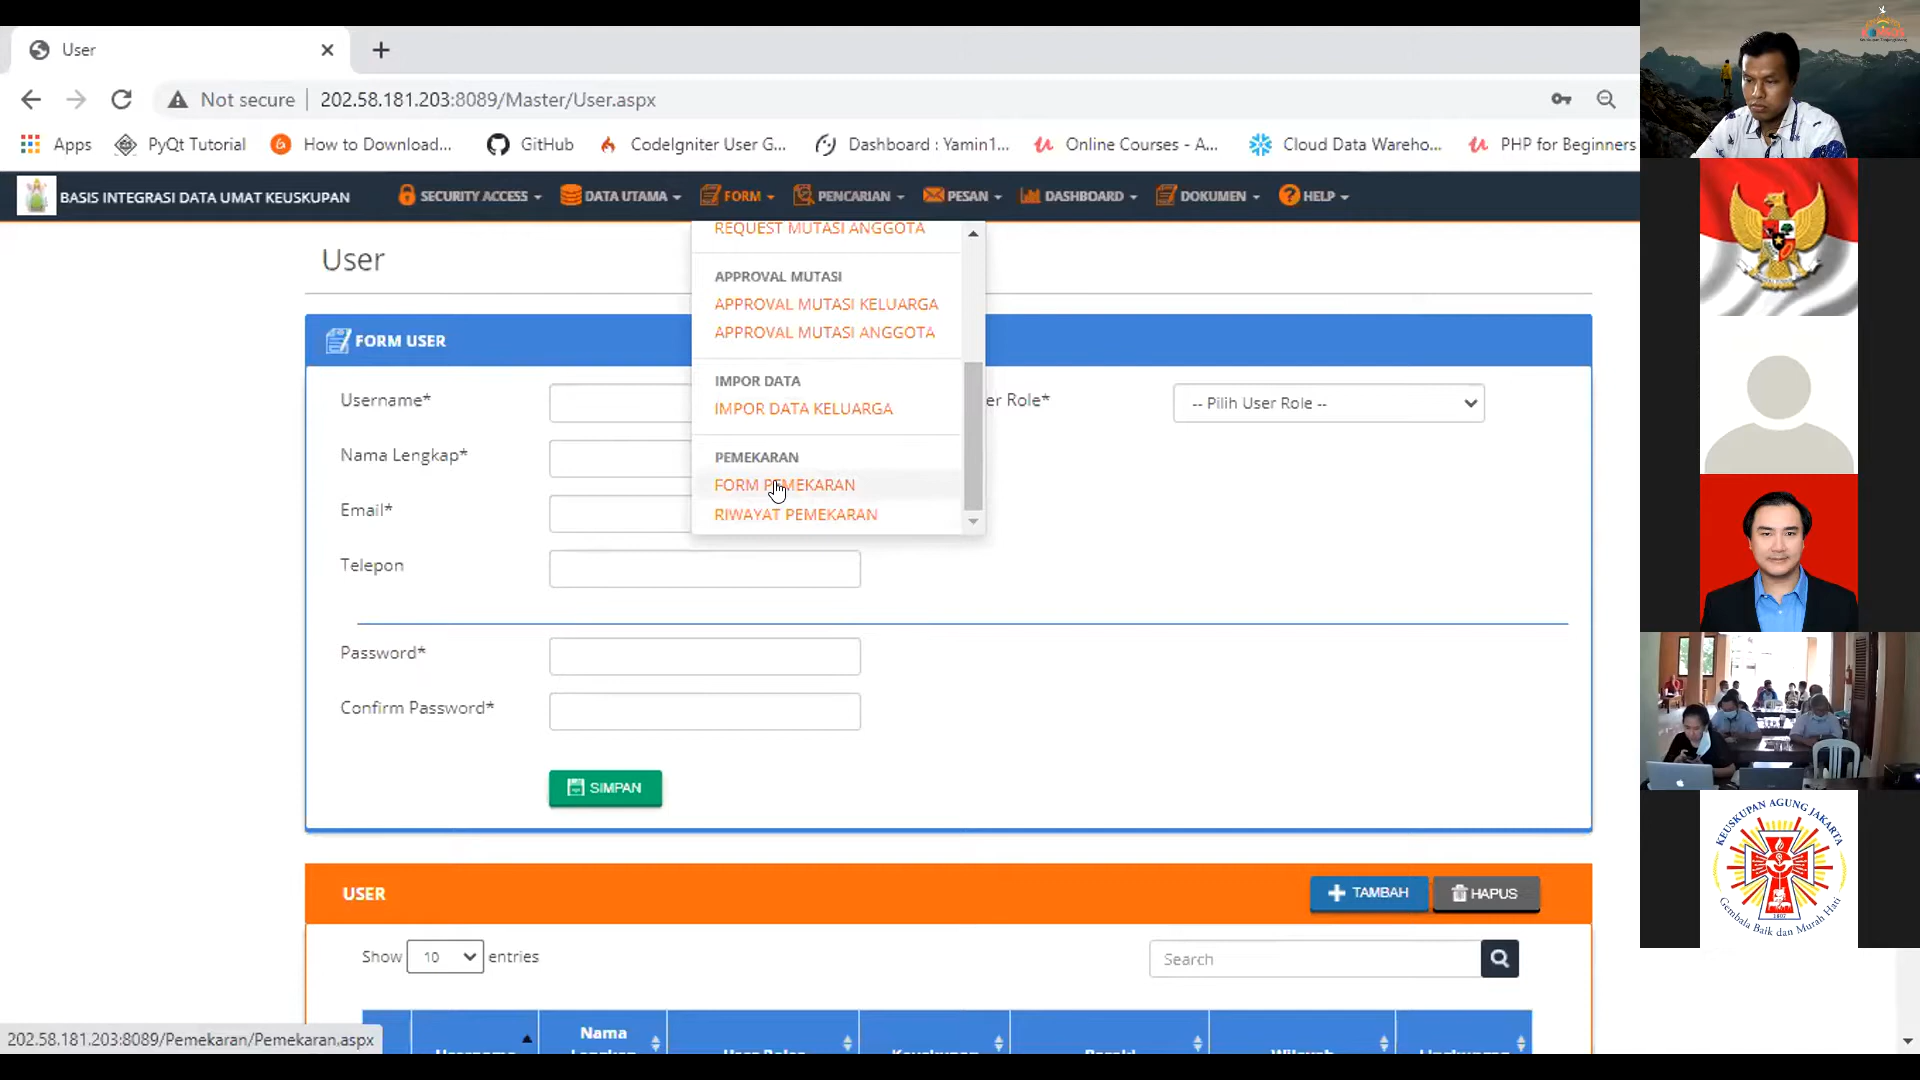 User
Not secure
202.58.181.203:8089/Master/User.aspx
Apps
PyQt Tutorial
How to Download...
GitHub
CodeIgniter User G...
Dashboard : Yamin1...
Online Courses - A...
Cloud Data Wareho...
PHP for Beginners
BASIS INTEGRASI DATA UMAT KEUSKUPAN
SECURITY ACCESS
DATA UTAMA
FORM
PENCARIAN
PESAN
DASHBOARD
DOKUMEN
HELP
User
REQUEST MUTASI ANGGOTA
APPROVAL MUTASI
APPROVAL MUTASI KELUARGA
APPROVAL MUTASI ANGGOTA
IMPOR DATA
IMPOR DATA KELUARGA
PEMEKARAN
FORM PEMEKARAN
RIWAYAT PEMEKARAN
FORM USER
Username*
er Role*
-- Pilih User Role --
Nama Lengkap*
Email*
Telepon
Password*
Confirm Password*
SIMPAN
USER
TAMBAH
HAPUS
Show 10 entries
Search
Nama
202.58.181.203:8089/Pemekaran/Pemekaran.aspx
KEUSKUPAN AGUNG JAKARTA
1807
Gembala Baik dan Murah Hati